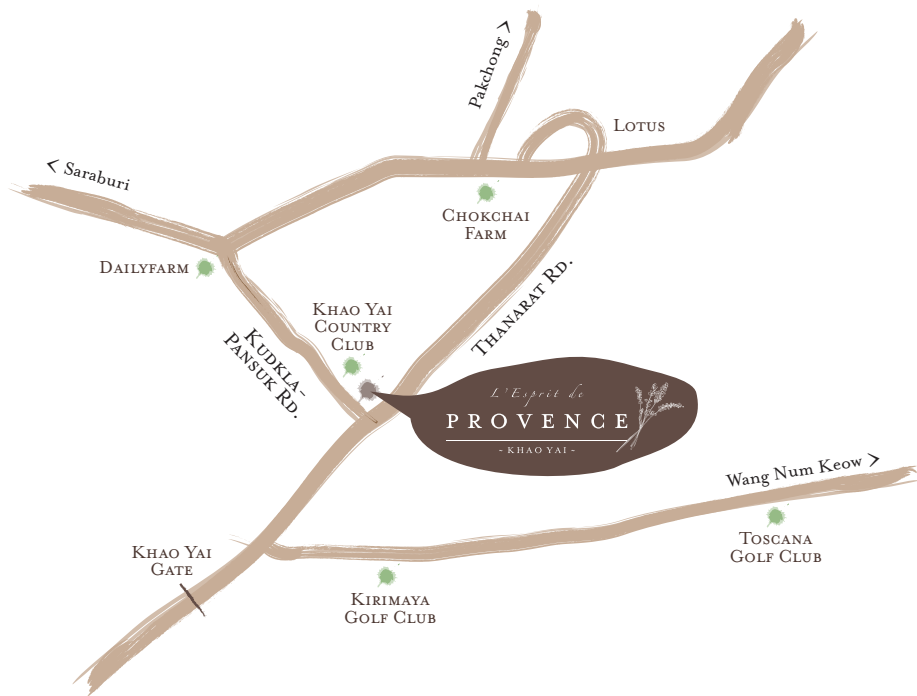 Pakchong >
LOTUS
< Saraburi
CHOKCHAI
FARM
DAILYFARM
THANARAT RD.
KHAO YAI
COUNTRY
CLUB
KUDKLA-
PANSUK RD.
L'Esprit de
PROVENCE
- KHAO YAI -
Wang Num Keow >
TOSCANA
GOLF CLUB
KHAO YAI
GATE
KIRIMAYA
GOLF CLUB